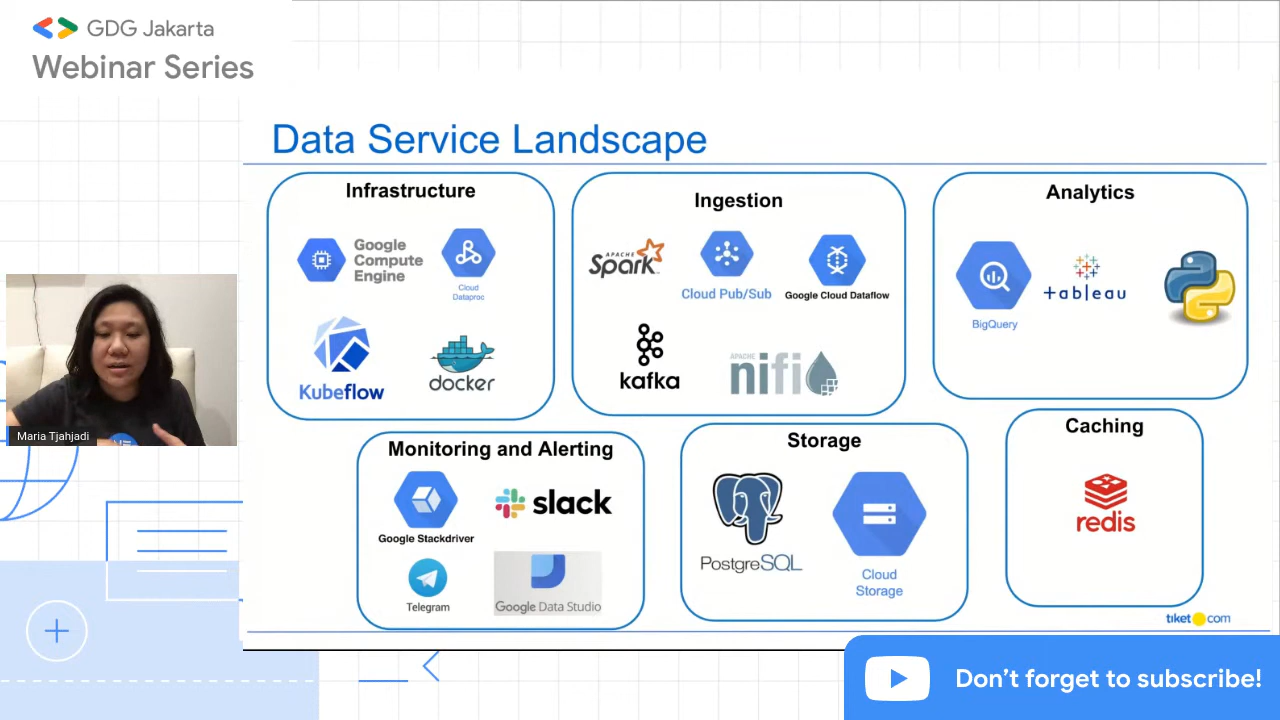 GDG Jakarta
Webinar Series
Data Service Landscape
Infrastructure
Google
Compute
Engine
Cloud
Dataproc
Kubeflow
docker
Ingestion
APACHE
Spark
Cloud Pub/Sub
Google Cloud Dataflow
kafka
APACHE
nifi
Analytics
BigQuery
+ableau
Maria Tjahjadi
Monitoring and Alerting
Google Stackdriver
slack
Telegram
Google Data Studio
Storage
PostgreSQL
Cloud
Storage
Caching
redis
tiket com
Don't forget to subscribe!